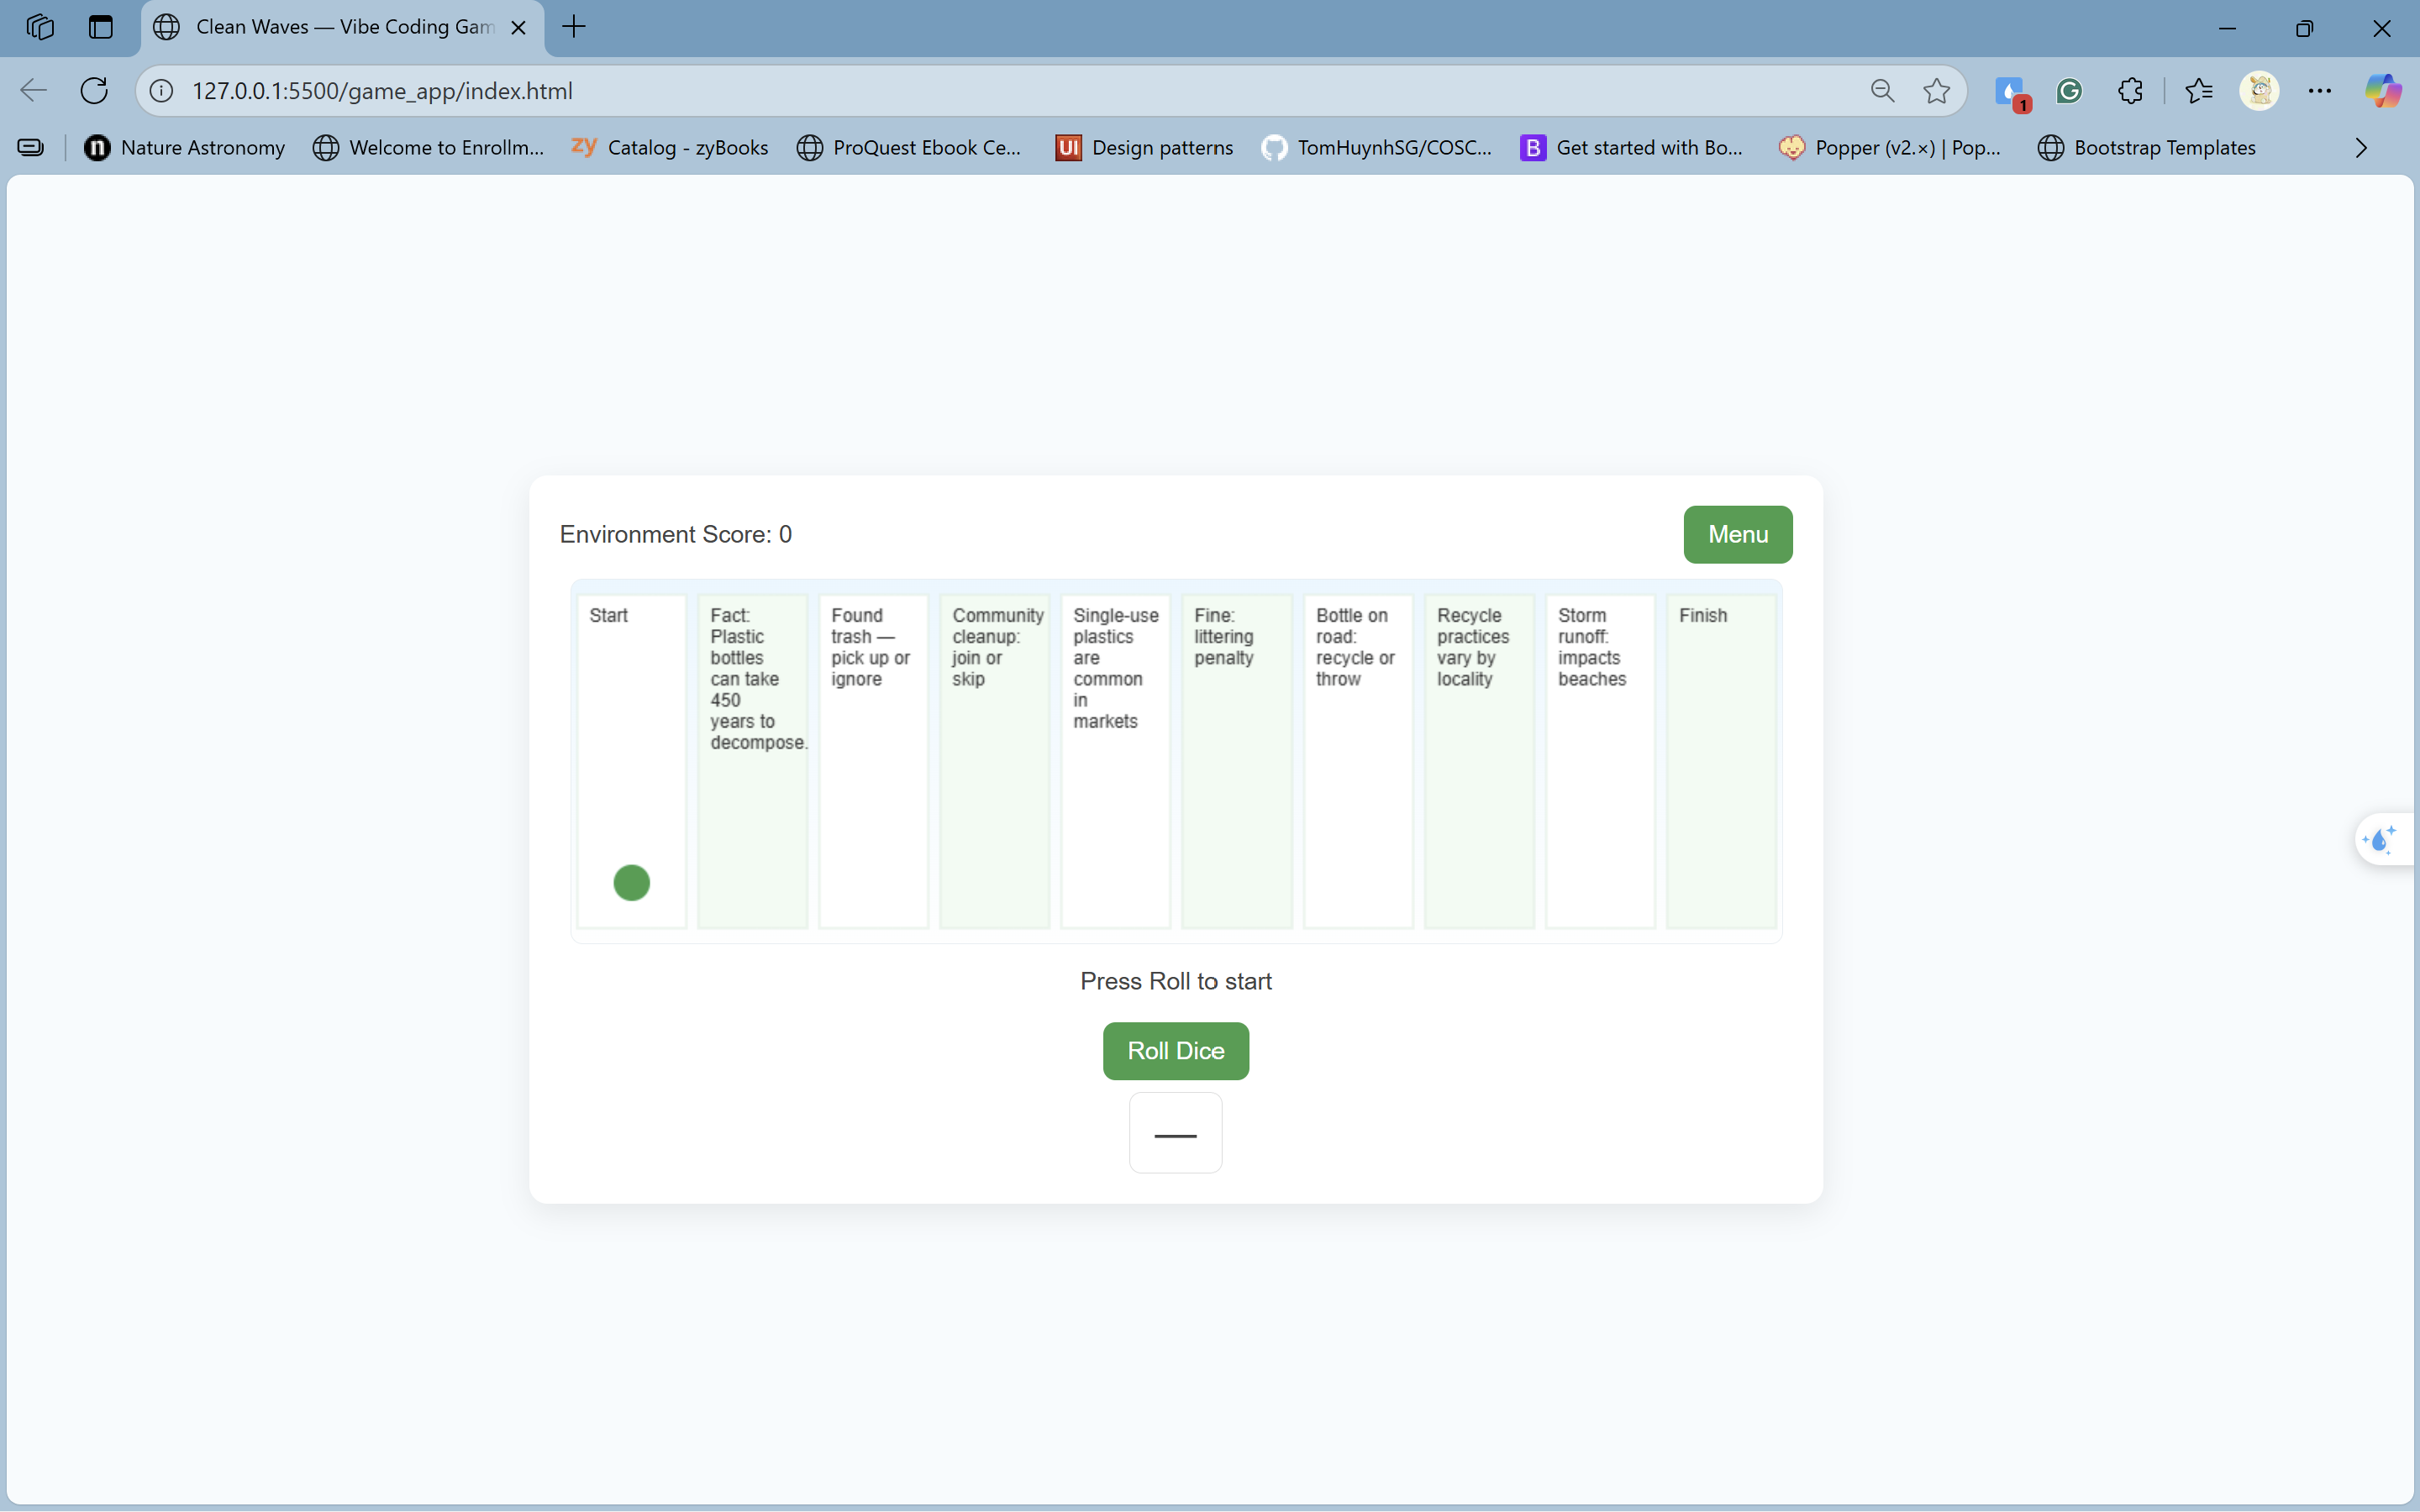 Clean Waves — Vibe Coding Gam
127.0.0.1:5500/game_app/index.html
1
Nature Astronomy
Welcome to Enrollm...
zy Catalog - zyBooks
ProQuest Ebook Ce...
UI Design patterns
TomHuynhSG/COSC...
B Get started with Bo...
Popper (v2.×) | Pop...
Bootstrap Templates
Environment Score: 0
Menu
Start
Fact:
Plastic
bottles
can take
450
years to
decompose.
Found
trash —
pick up or
ignore
Community
cleanup:
join or
skip
Single-use
plastics
are
common
in
markets
Fine:
littering
penalty
Bottle on
road:
recycle or
throw
Recycle
practices
vary by
locality
Storm
runoff:
impacts
beaches
Finish
Press Roll to start
Roll Dice
—